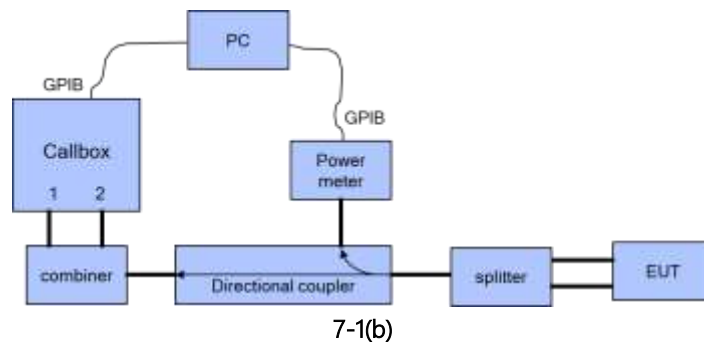 PC
GPIB
GPIB
Callbox
1 2
Power
meter
combiner
Directional coupler
splitter
EUT
7-1(b)